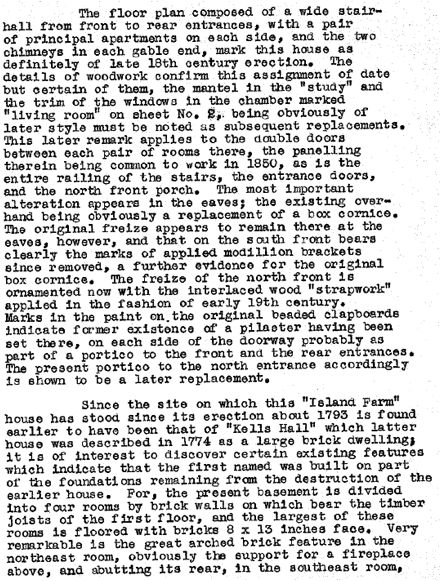 The floor plan composed of a wide stair-
hall from front to rear entrances, with a pair
of principal apartments on each side, and the two
chimneys in each gable end, mark this house as
definitely of late 18th century erection. The
details of woodwork confirm this assignment of date
but certain of them, the mantel in the "study" and
the trim of the windows in the chamber marked
"living room" on sheet No. 2, being obviously of
later style must be noted as subsequent replacements.
This later remark applies to the double doors
between each pair of rooms there, the panelling
therein being common to work in 1850, as is the
entire railing of the stairs, the entrance doors,
and the north front porch. The most important
alteration appears in the eaves; the existing over-
hand being obviously a replacement of a box cornice.
The original freize appears to remain there at the
eaves, however, and that on the south front bears
clearly the marks of applied modillion brackets
since removed, a further evidence for the original
box cornice. The freize of the north front is
ornamented now with the interlaced wood "strapwork"
applied in the fashion of early 19th century.
Marks in the paint on the original beaded clapboards
indicate former existence of a pilaster having been
set there, on each side of the doorway probably as
part of a portico to the front and the rear entrances.
The present portico to the north entrance accordingly
is shown to be a later replacement.
Since the site on which this "Island Farm"
house has stood since its erection about 1793 is found
earlier to have been that of "Kells Hall" which latter
house was described in 1774 as a large brick dwelling;
it is of interest to discover certain existing features
which indicate that the first named was built on part
of the foundations remaining from the destruction of the
earlier house. For, the present basement is divided
into four rooms by brick walls on which bear the timber
joists of the first floor, and the largest of these
rooms is floored with bricks 8 x 13 inches face. Very
remarkable is the great arched brick feature in the
northeast room, obviously the support for a fireplace
above, and abutting its rear, in the southeast room,